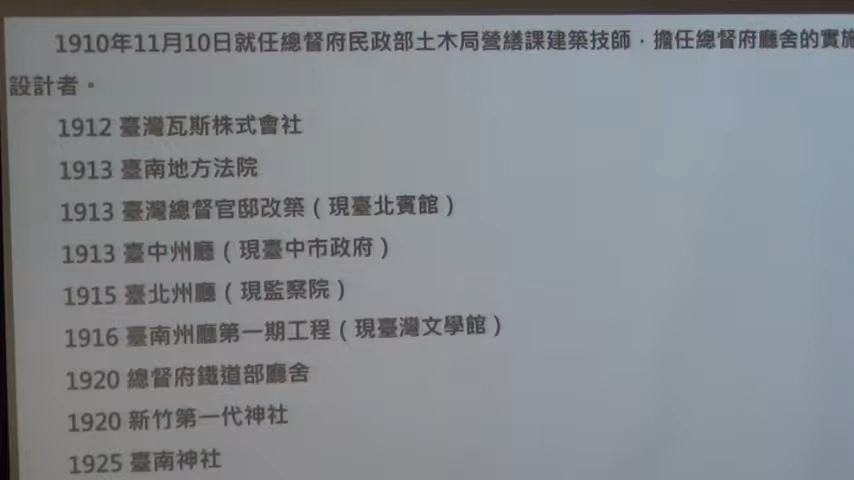 1910年11月10日就任總督府民政部土木局營繕課建築技師，擔任總督府廳舍的實施
設計者。
1912 臺灣瓦斯株式會社
1913 臺南地方法院
1913 臺灣總督官邸改築（現臺北賓館）
1913 臺中州廳（現臺中市政府）
1915 臺北州廳（現監察院）
1916 臺南州廳第一期工程（現臺灣文學館）
1920 總督府鐵道部廳舍
1920 新竹第一代神社
1925 臺南神社